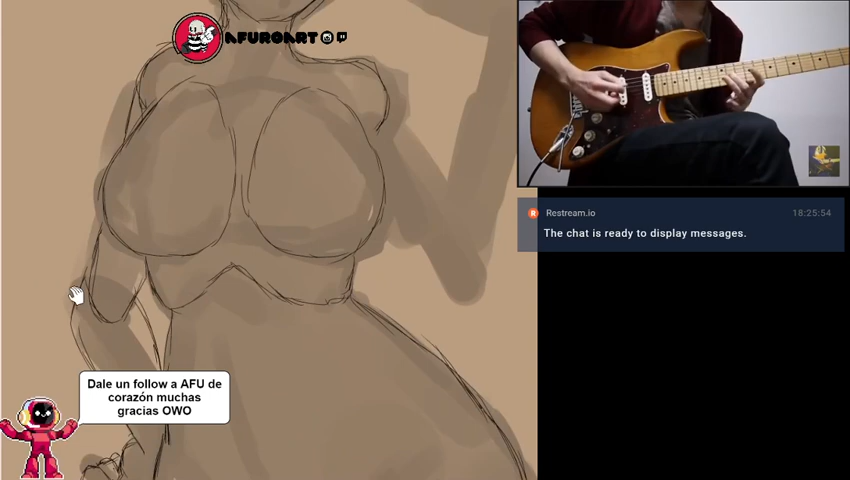 AFUROART
Restream.io 18:25:54
The chat is ready to display messages.
Dale un follow a AFU de
corazón muchas
gracias OWO